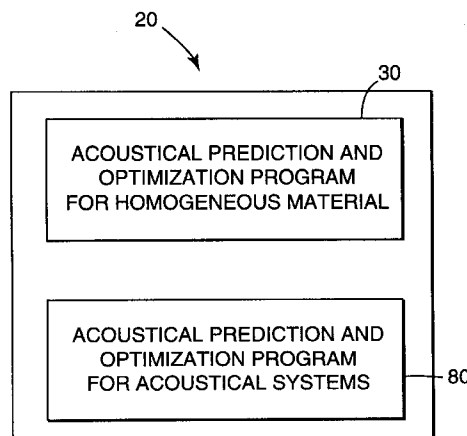 20
30
ACOUSTICAL PREDICTION AND
OPTIMIZATION PROGRAM
FOR HOMOGENEOUS MATERIAL
ACOUSTICAL PREDICTION AND
OPTIMIZATION PROGRAM
FOR ACOUSTICAL SYSTEMS
80